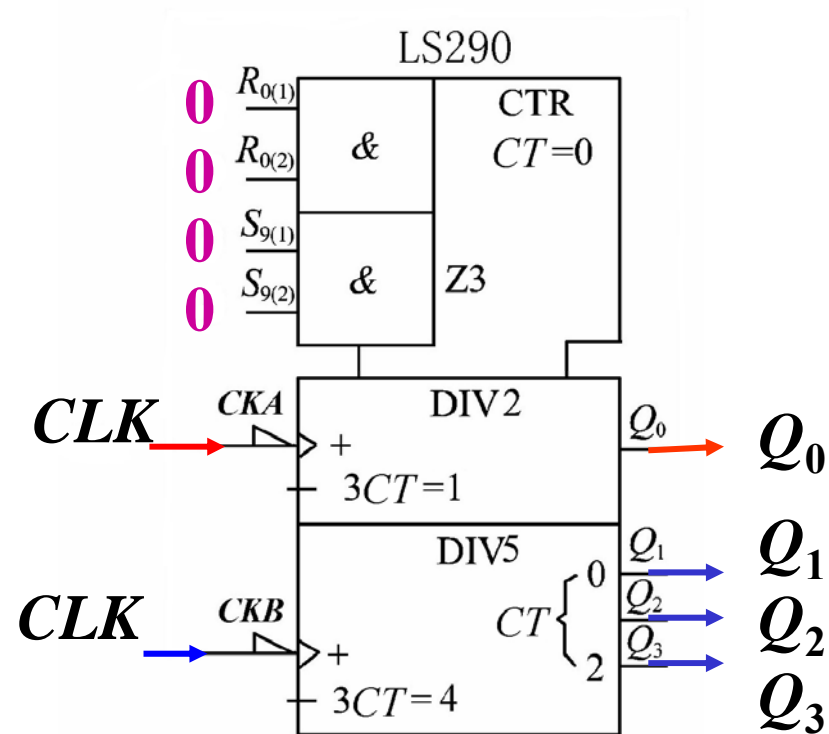 LS290
0 R0(1) & CTR
0 R0(2) CT=0
0 S9(1) & Z3
0 S9(2)
CLK CKA + DIV2 Q0 Q0
3CT=1
DIV5 Q1 Q1
0
CLK CKB + CT Q2 Q2
2 Q3 Q3
3CT=4